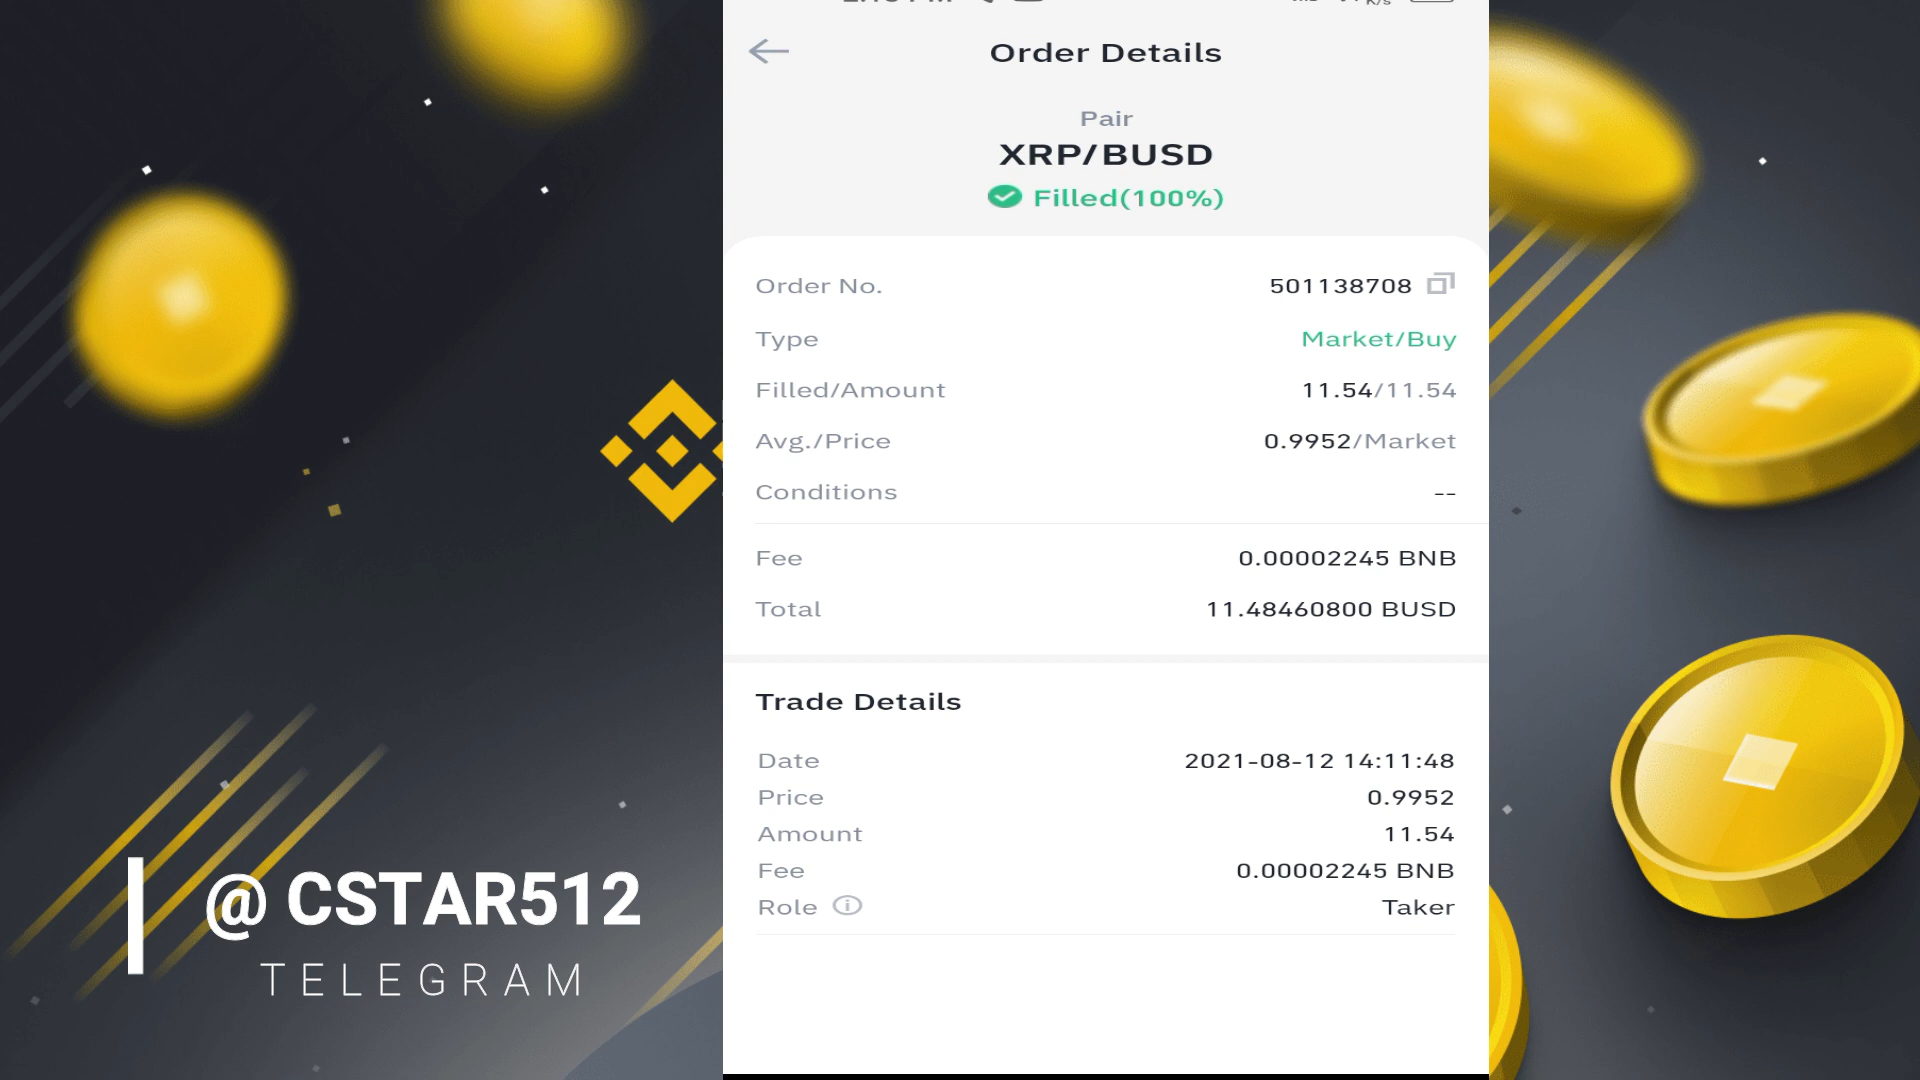 K/s
Order Details
Pair
XRP/BUSD
Filled(100%)
Order No. 501138708
Type Market/Buy
Filled/Amount 11.54/11.54
Avg./Price 0.9952/Market
Conditions --
Fee 0.00002245 BNB
Total 11.48460800 BUSD
Trade Details
Date 2021-08-12 14:11:48
Price 0.9952
Amount 11.54
Fee 0.00002245 BNB
Role Taker
@ CSTAR512
TELEGRAM